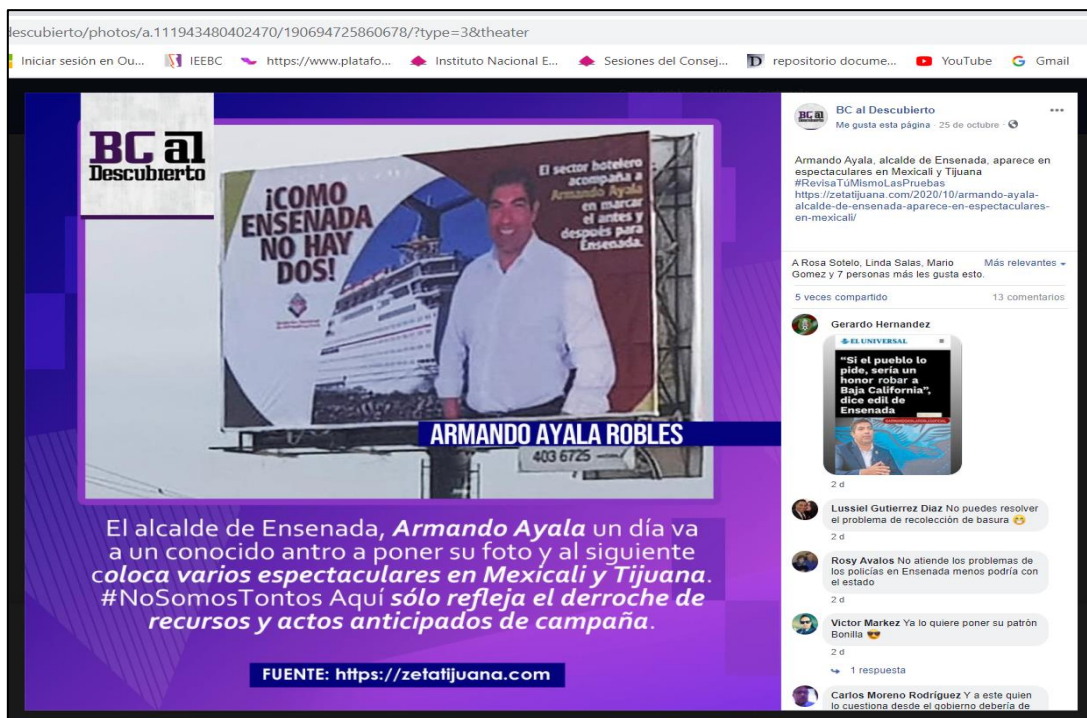 descubierto/photos/a.111943480402470/190694725860678/?type=3&theater
Iniciar sesión en Ou...
IEEBC
https://www.platafo...
Instituto Nacional E...
Sesiones del Consej...
repositorio docume...
YouTube
Gmail
BC al
Descubierto
¡COMO
ENSENADA
NO HAY
DOS!
El sector hotelero
acompaña a
Armando Ayala
en marcar
el antes y
después para
Ensenada.
ARMANDO AYALA ROBLES
403 6725
El alcalde de Ensenada, Armando Ayala un día va
a un conocido antro a poner su foto y al siguiente
coloca varios espectaculares en Mexicali y Tijuana.
#NoSomosTontos Aquí sólo refleja el derroche de
recursos y actos anticipados de campaña.
FUENTE: https://zetatijuana.com
BC al Descubierto
Me gusta esta página · 25 de octubre ·
Armando Ayala, alcalde de Ensenada, aparece en
espectaculares en Mexicali y Tijuana
#RevisaTúMismoLasPruebas
https://zetatijuana.com/2020/10/armando-ayala-
alcalde-de-ensenada-aparece-en-espectaculares-
en-mexicali/
A Rosa Sotelo, Linda Salas, Mario
Gomez y 7 personas más les gusta esto.
Más relevantes
5 veces compartido
13 comentarios
Gerardo Hernandez
EL UNIVERSAL
"Si el pueblo lo
pide, sería un
honor robar a
Baja California",
dice edil de
Ensenada
2 d
Lussiel Gutierrez Diaz No puedes resolver
el problema de recolección de basura
2 d
Rosy Avalos No atiende los problemas de
los policías en Ensenada menos podría con
el estado
2 d
Victor Markez Ya lo quiere poner su patrón
Bonilla
2 d
1 respuesta
Carlos Moreno Rodríguez Y a este quien
lo cuestiona desde el gobierno debería de